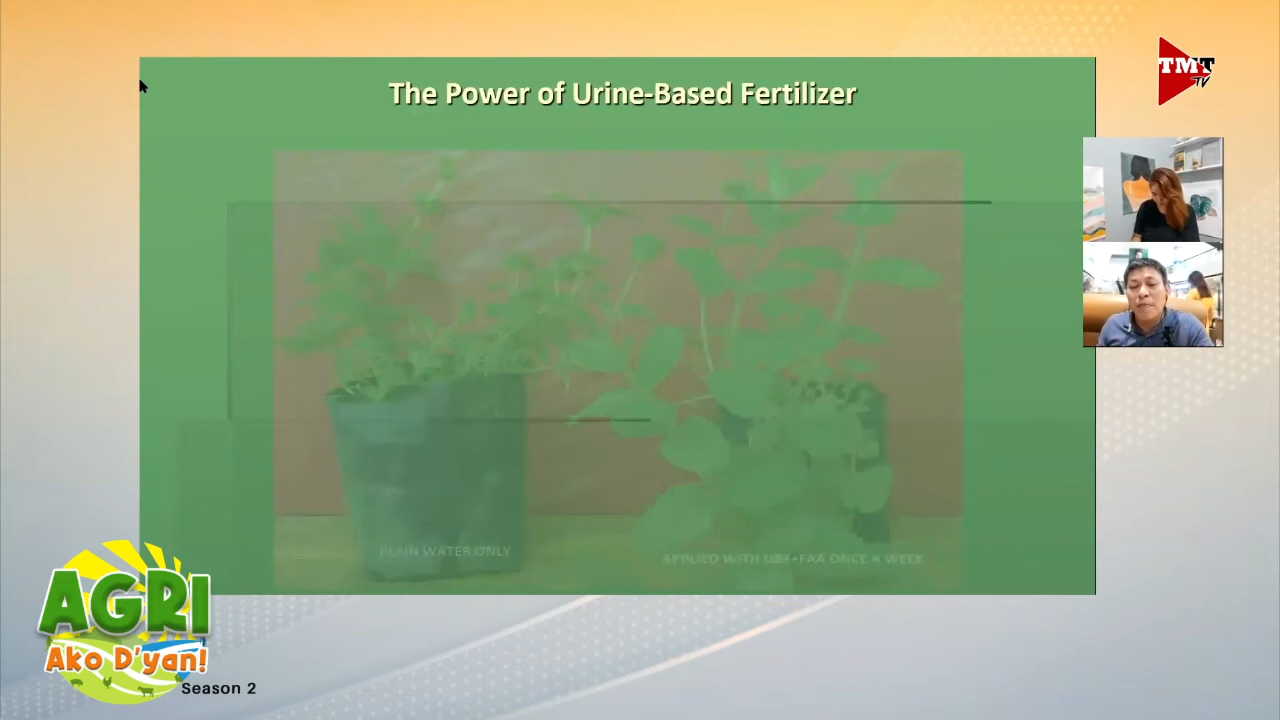 The Power of Urine-Based Fertilizer
TMT
TV
PLAIN WATER ONLY
APPLIED WITH UBF+FAA ONCE A WEEK
AGRI
Ako D'yan!
Season 2